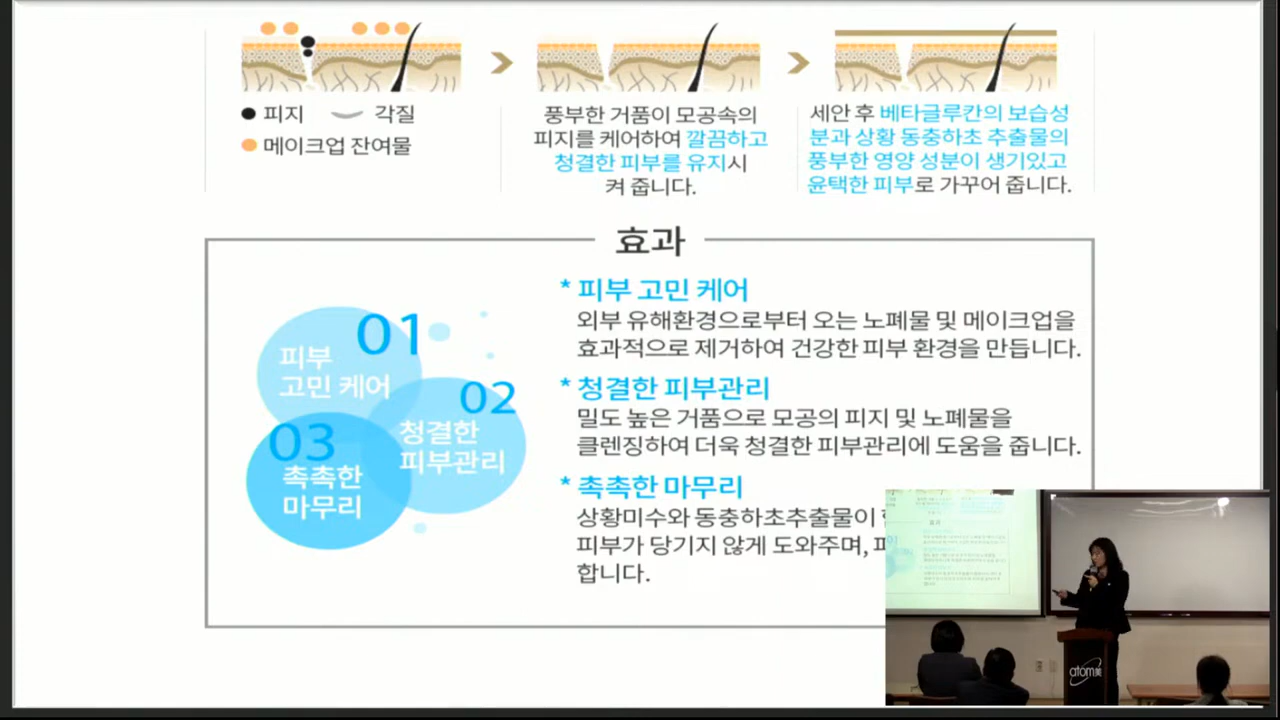 피지 각질
메이크업 잔여물
풍부한 거품이 모공속의
피지를 케어하여 깔끔하고
청결한 피부를 유지시
켜 줍니다.
세안 후 베타글루칸의 보습성
분과 상황 동충하초 추출물의
풍부한 영양 성분이 생기있고
윤택한 피부로 가꾸어 줍니다.
효과
01
피부
고민 케어
02
청결한
피부관리
03
촉촉한
마무리
* 피부 고민 케어
외부 유해환경으로부터 오는 노폐물 및 메이크업을
효과적으로 제거하여 건강한 피부 환경을 만듭니다.
* 청결한 피부관리
밀도 높은 거품으로 모공의 피지 및 노폐물을
클렌징하여 더욱 청결한 피부관리에 도움을 줍니다.
* 촉촉한 마무리
상황미수와 동충하초추출물이
피부가 당기지 않게 도와주며,
합니다.
효과
atom美